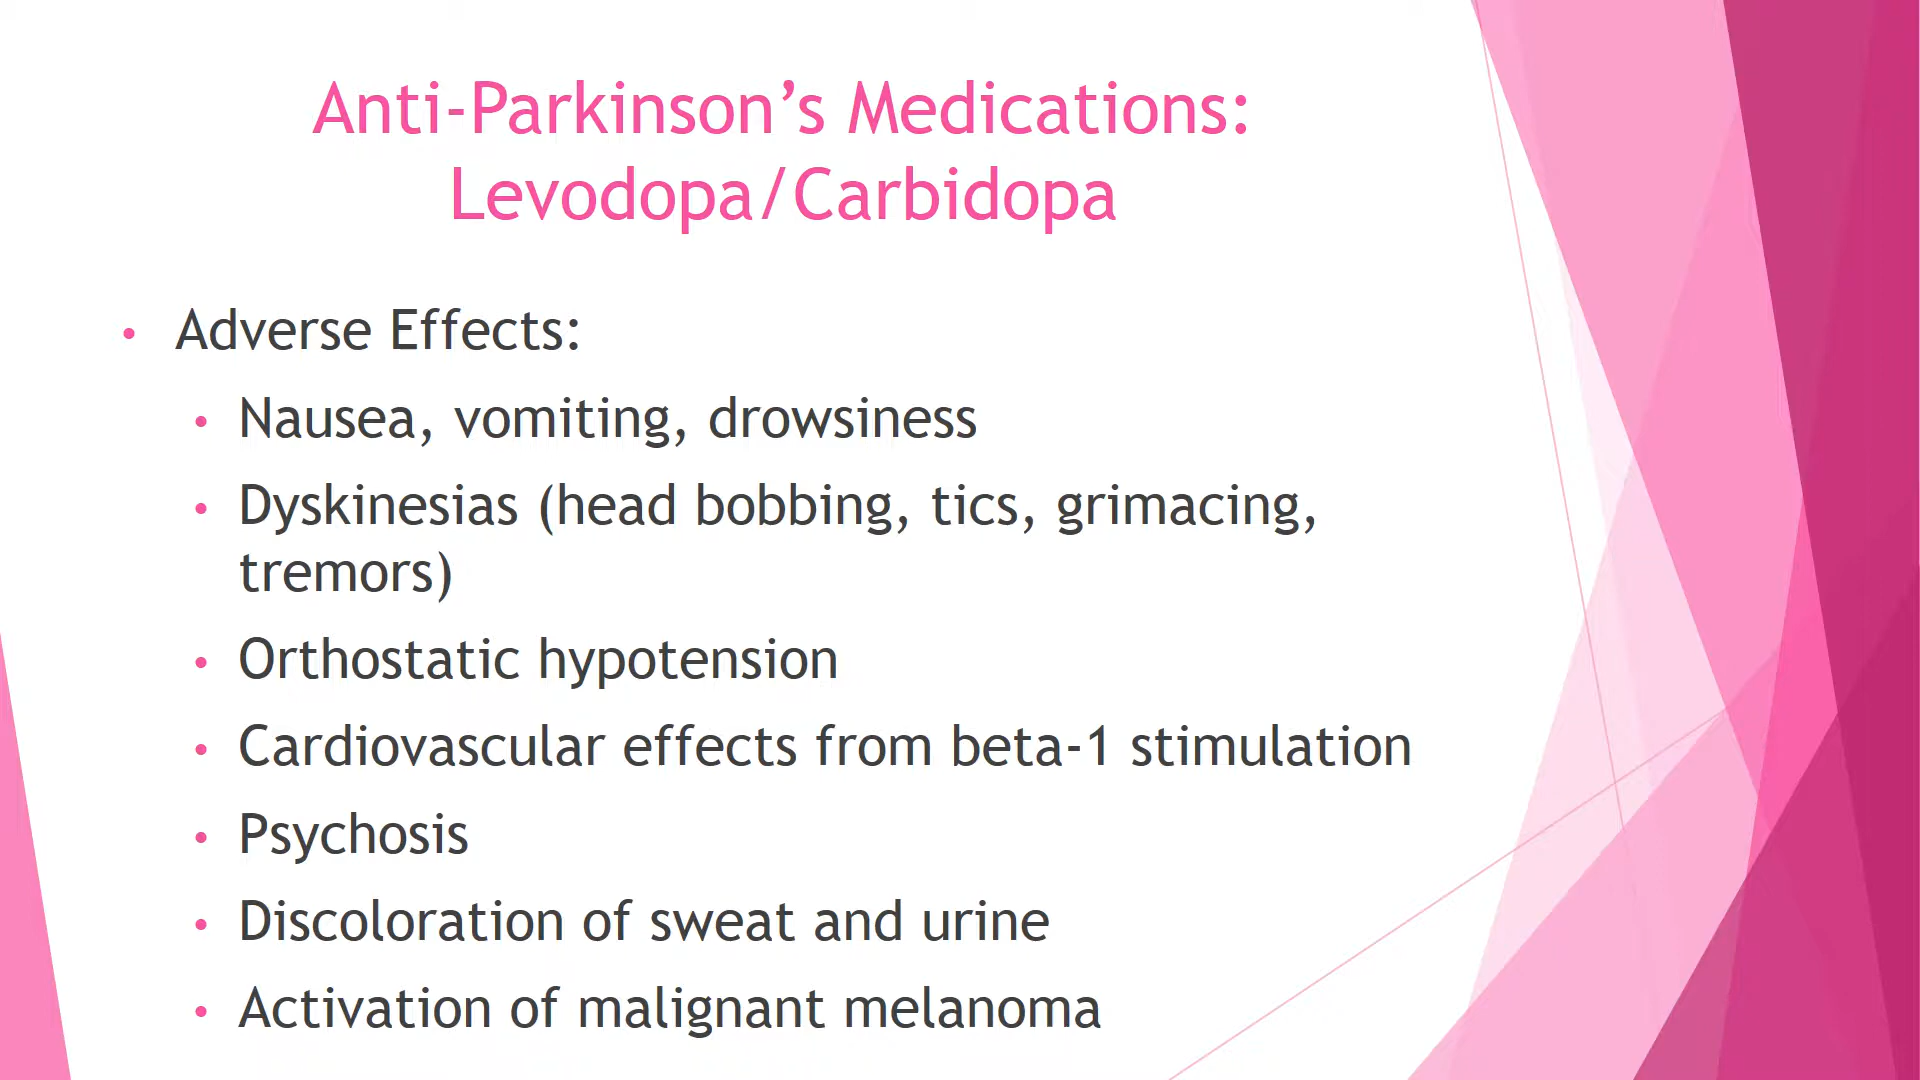 Anti-Parkinson’s Medications:
Levodopa/Carbidopa
• Adverse Effects:
• Nausea, vomiting, drowsiness
• Dyskinesias (head bobbing, tics, grimacing,
tremors)
• Orthostatic hypotension
• Cardiovascular effects from beta-1 stimulation
• Psychosis
• Discoloration of sweat and urine
• Activation of malignant melanoma